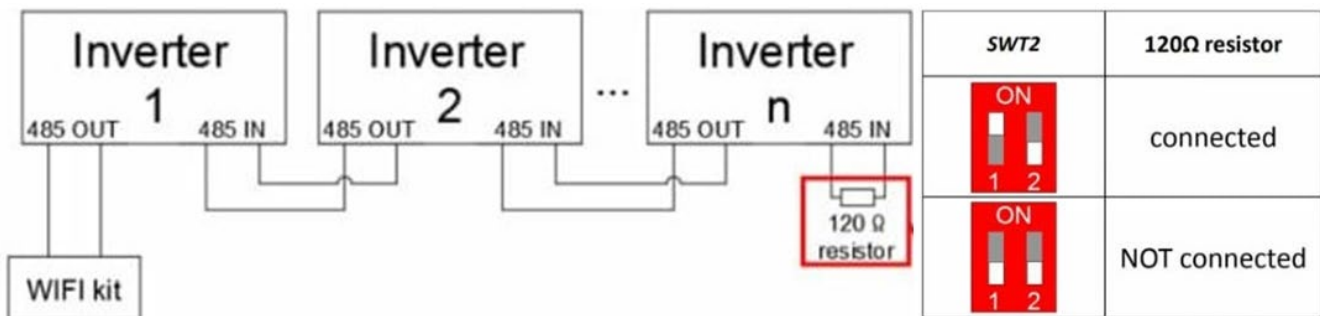 Inverter
1
485 OUT
485 IN
Inverter
2
485 OUT
485 IN
...
Inverter
n
485 OUT
485 IN
120 Ω
resistor
WIFI kit
SWT2
120Ω resistor
ON
1 2
connected
ON
1 2
NOT connected